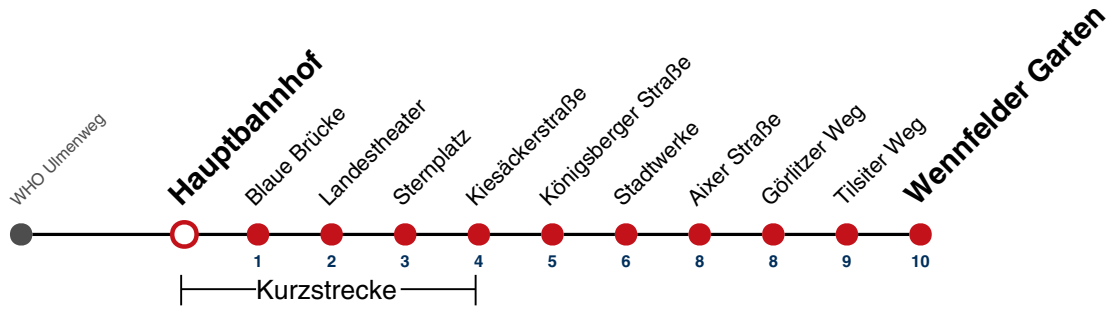 WHO Ulmenweg
Hauptbahnhof
Blaue Brücke
Landestheater
Sternplatz
Kiesäckerstraße
Königsberger Straße
Stadtwerke
Aixer Straße
Görlitzer Weg
Tilsiter Weg
Wennfelder Garten
1 2 3 4 5 6 8 8 9 10
Kurzstrecke